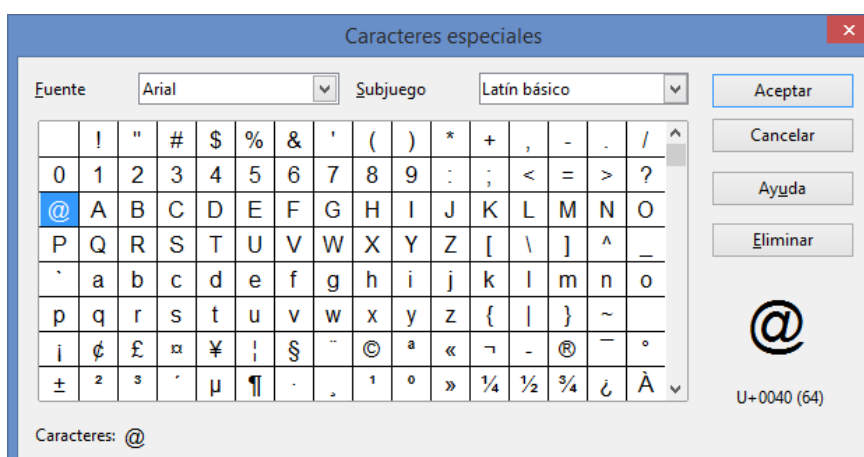 Caracteres especiales
Fuente Arial Subjuego Latín básico Aceptar
! " # $ % & ' ( ) * + , - . / Cancelar
0 1 2 3 4 5 6 7 8 9 : ; < = > ?
@ A B C D E F G H I J K L M N O Ayuda
P Q R S T U V W X Y Z [ \ ] ^ _ Eliminar
` a b c d e f g h i j k l m n o
p q r s t u v w x y z { | } ~
¡ ¢ £ ¤ ¥ ¦ § ¨ © ª « ¬ - ® ¯ ° @
± ² ³ ´ µ ¶ · ¸ ¹ º » ¼ ½ ¾ ¿ À
U+0040 (64)
Caracteres: @